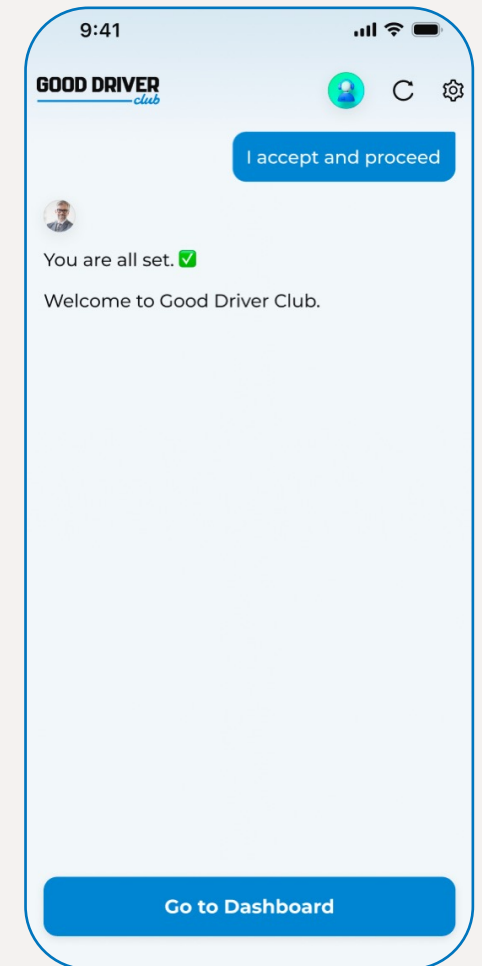 9:41
GOOD DRIVER
club
I accept and proceed
You are all set. ✅
Welcome to Good Driver Club.
Go to Dashboard